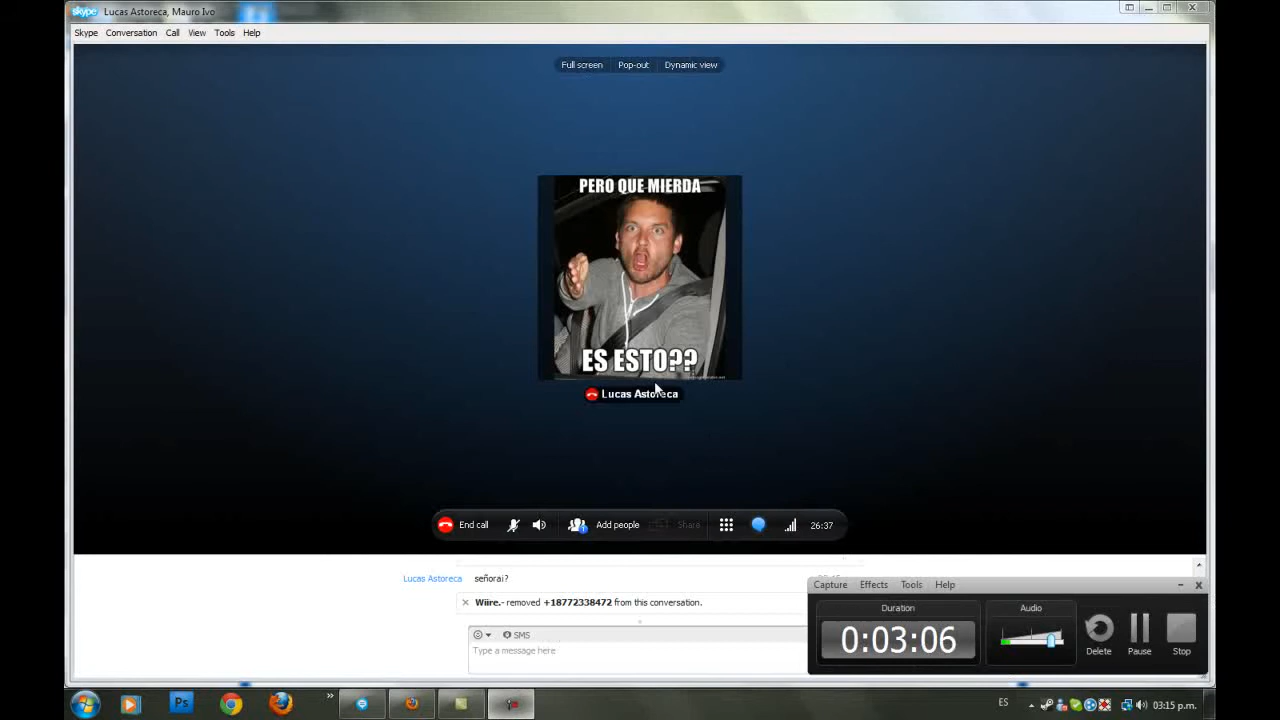 skype Lucas Astoreca, Mauro Ivo
Skype Conversation Call View Tools Help
Full screen Pop-out Dynamic view
PERO QUE MIERDA
ES ESTO??
Lucas Astoreca
End call Add people 1 Share 26:37
Lucas Astoreca señorai?
Wiire.- removed +18772338472 from this conversation.
SMS
Type a message here
Capture Effects Tools Help
Duration Audio
0:03:06
Delete Pause Stop
Ps ES 03:15 p.m.